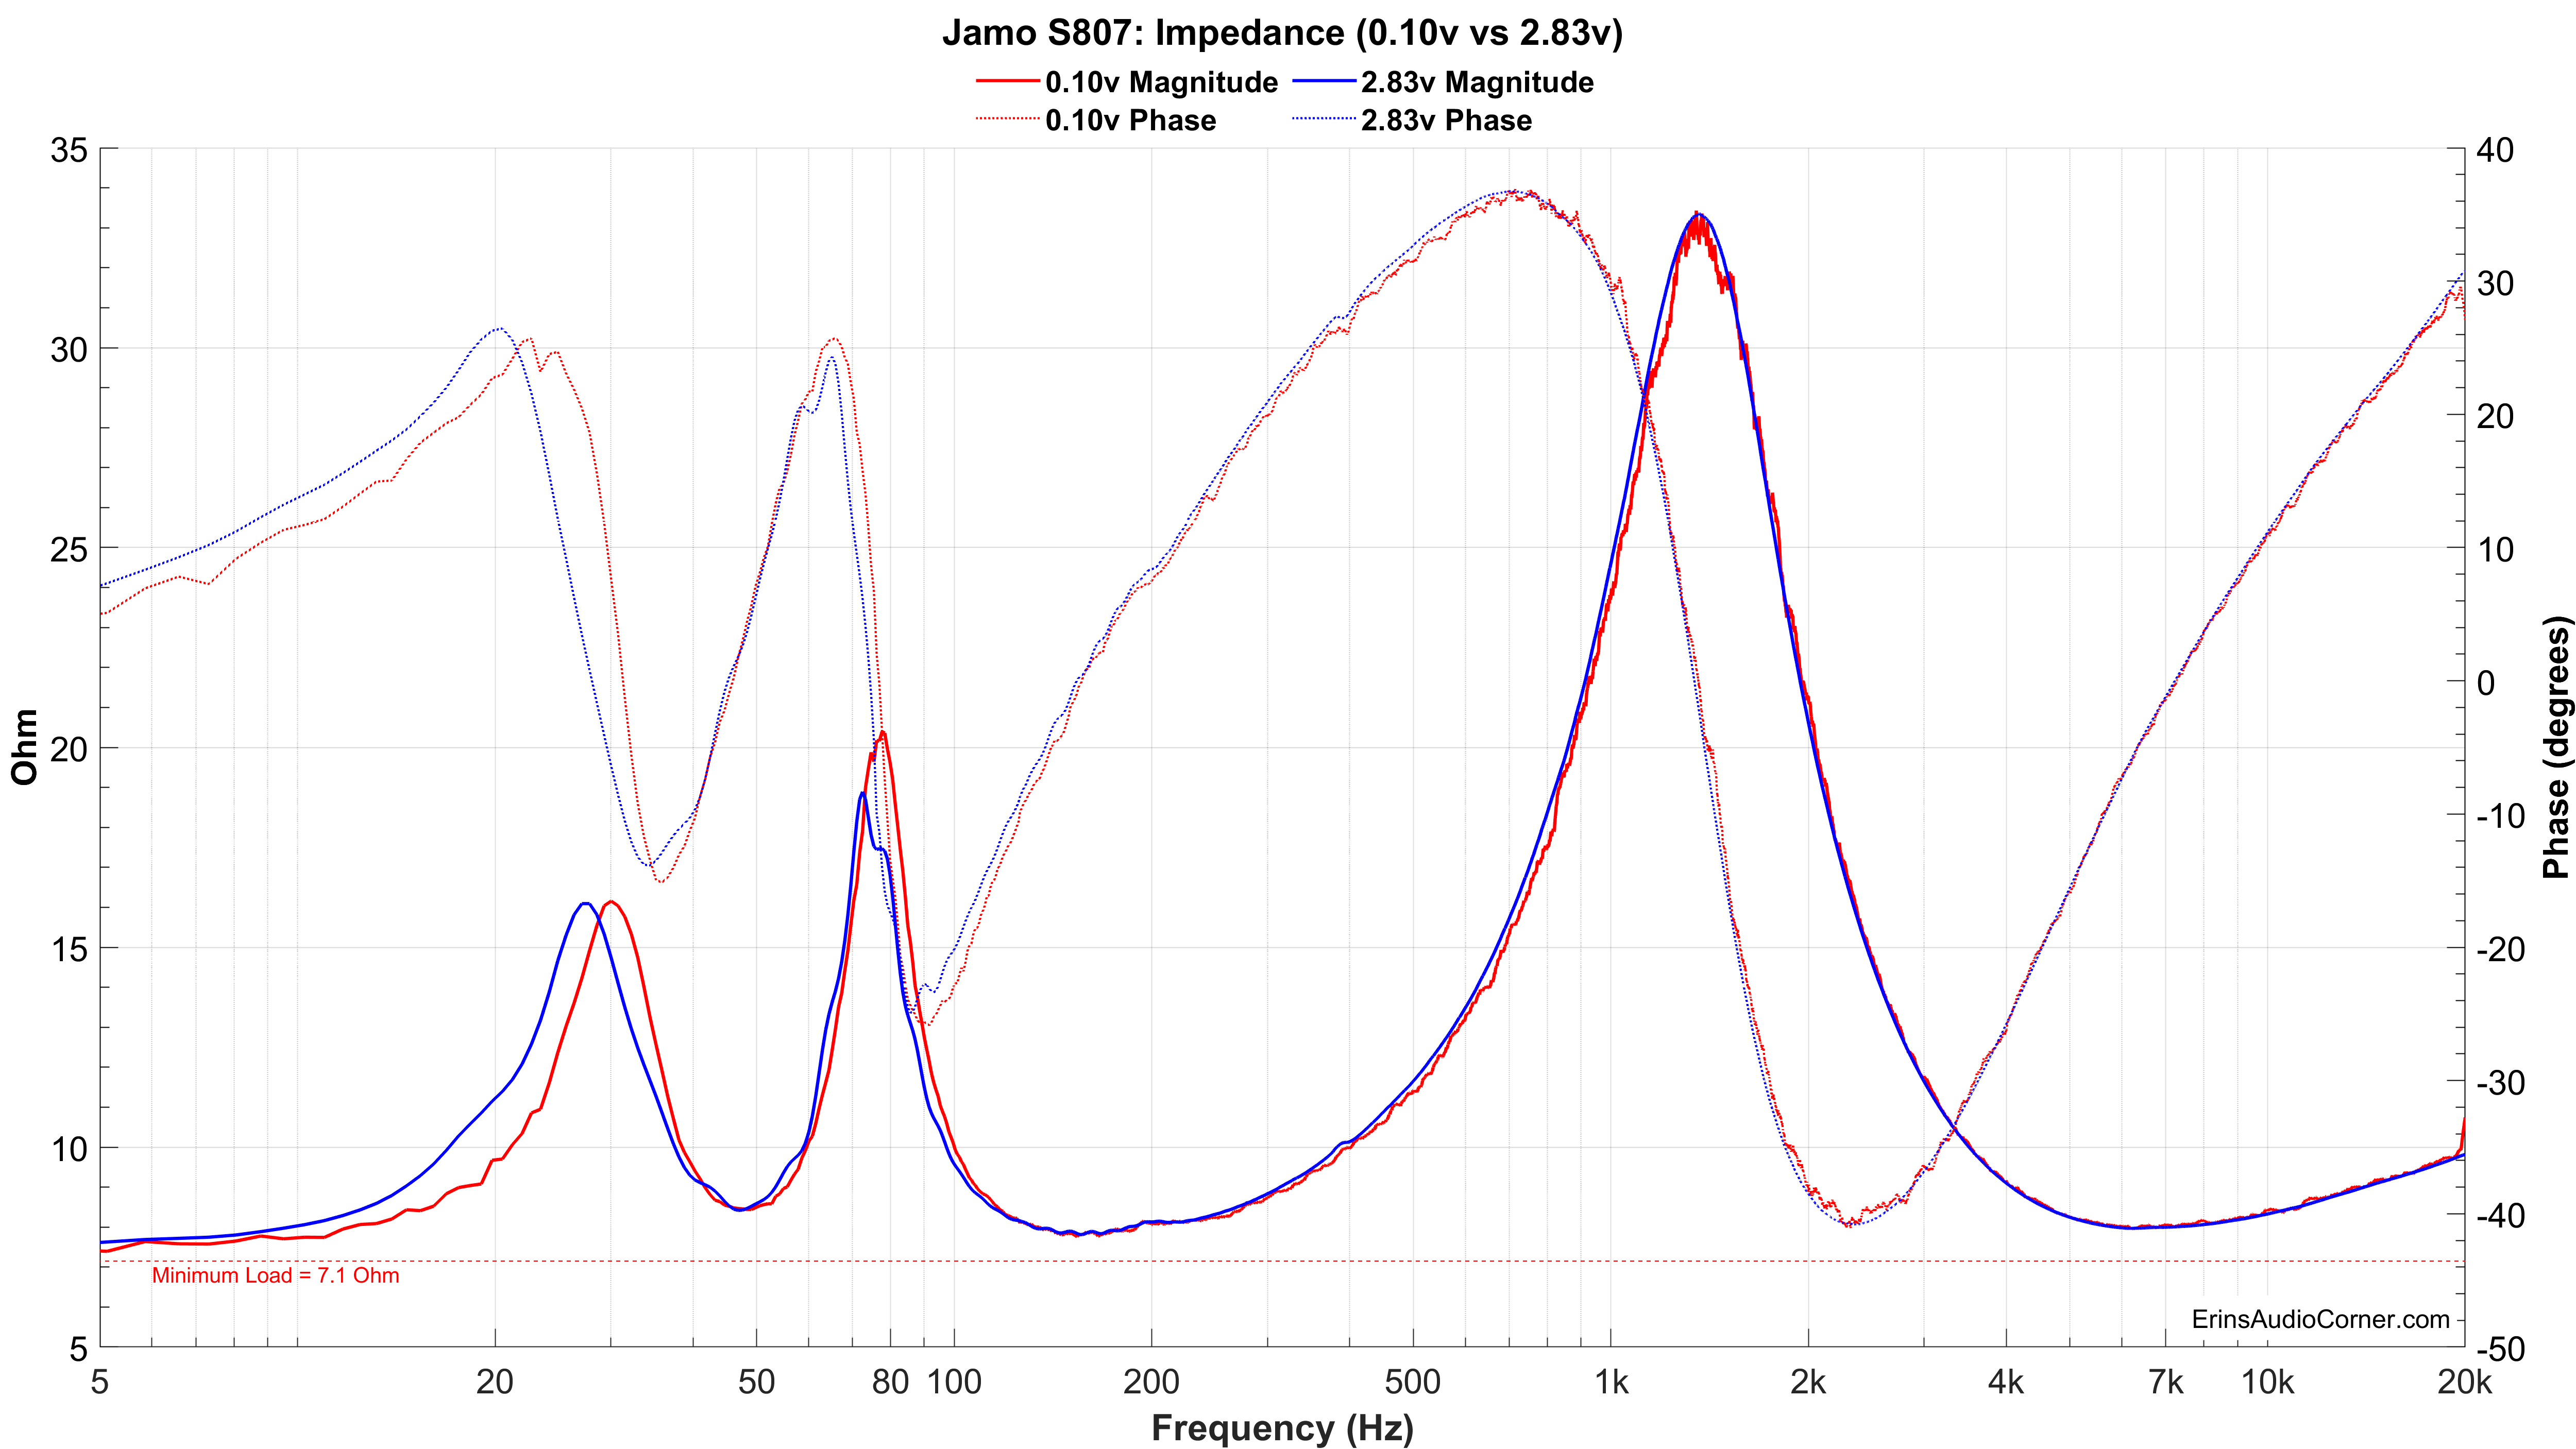 Jamo S807: Impedance (0.10v vs 2.83v)
0.10v Magnitude 2.83v Magnitude
0.10v Phase 2.83v Phase
35 40
30
30
20
25 10
0
20
-10
15 -20
-30
10
-40
5 -50
Ohm
Phase (degrees)
Minimum Load = 7.1 Ohm
ErinsAudioCorner.com
5 20 50 80 100 200 500 1k 2k 4k 7k 10k 20k
Frequency (Hz)